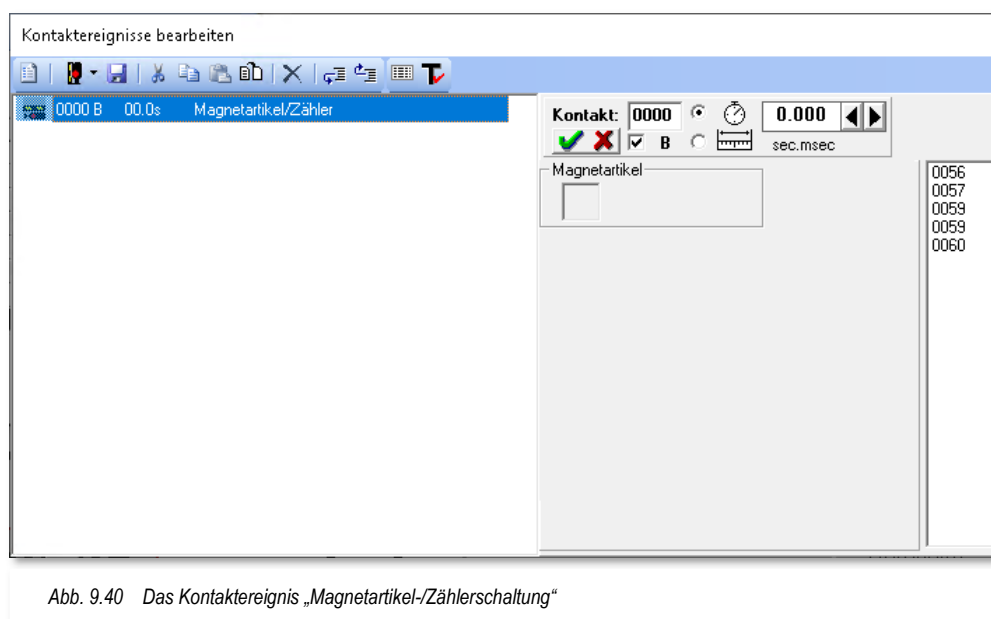 Kontaktereignisse bearbeiten
0000 B 00.0s Magnetartikel/Zähler
Kontakt: 0000 0.000
B sec.msec
Magnetartikel
0056
0057
0059
0059
0060
Abb. 9.40 Das Kontaktereignis „Magnetartikel-/Zählerschaltung“